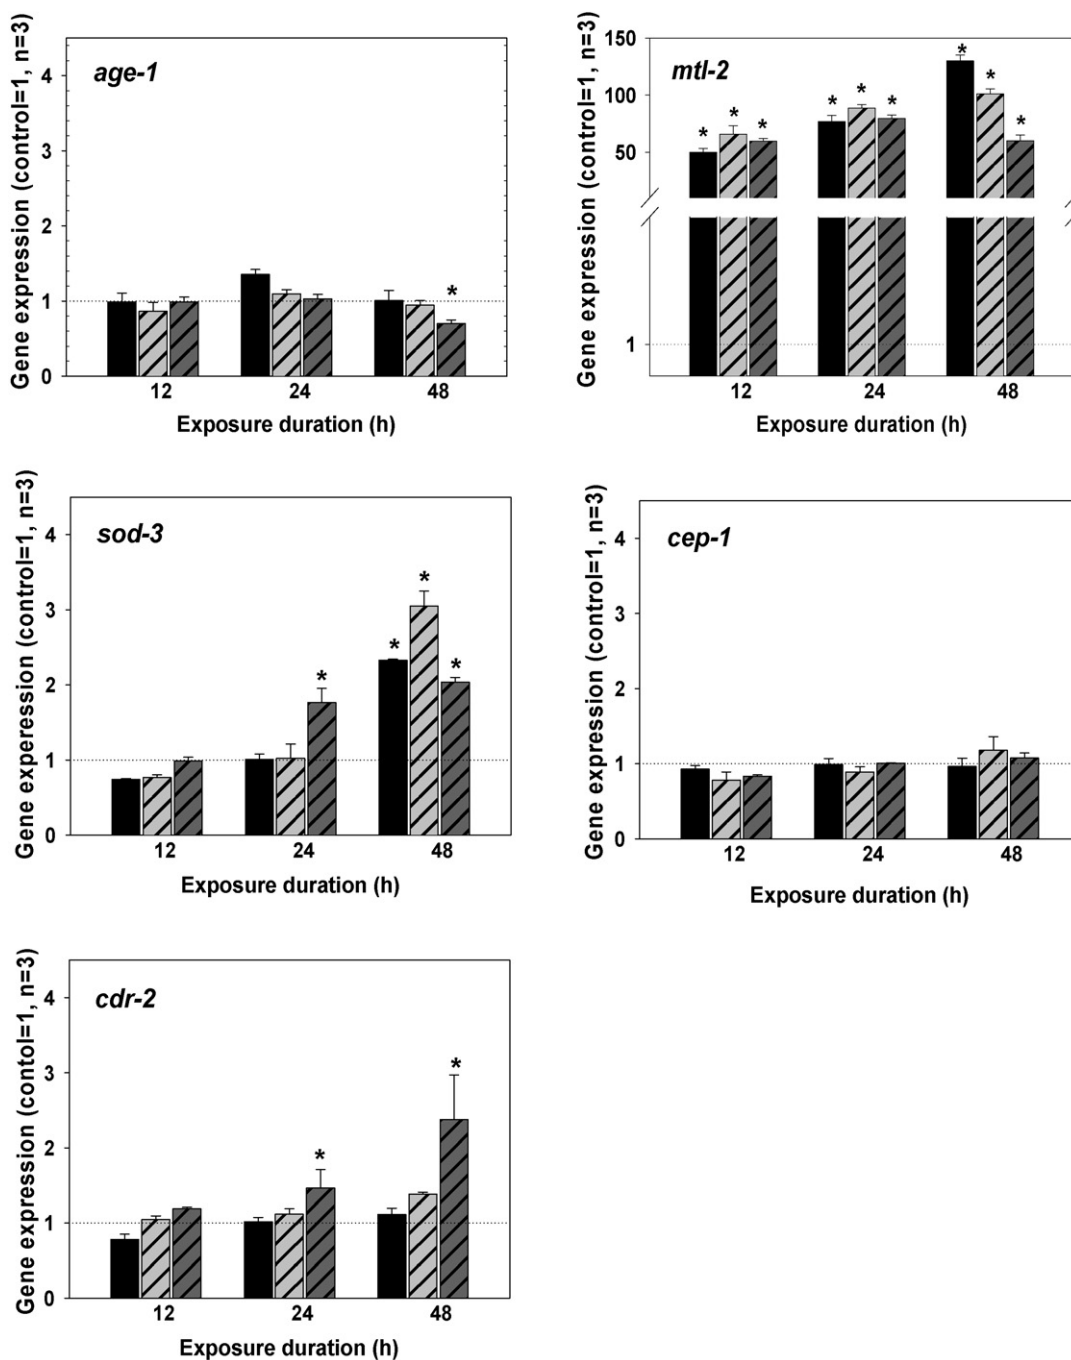 Gene expression (control=1, n=3)
age-1
4
3
2
1
0
12 24 48
Exposure duration (h)
* 
Gene expression (control=1, n=3)
mtl-2
150
100
50
1
* * * * * * * * *
12 24 48
Exposure duration (h)
Gene experession (control=1, n=3)
sod-3
4
3
2
1
0
* * * *
12 24 48
Exposure duration (h)
Gene expression (control=1, n=3)
cep-1
4
3
2
1
0
12 24 48
Exposure duration (h)
Gene expression (contol=1, n=3)
cdr-2
4
3
2
1
0
* *
12 24 48
Exposure duration (h)